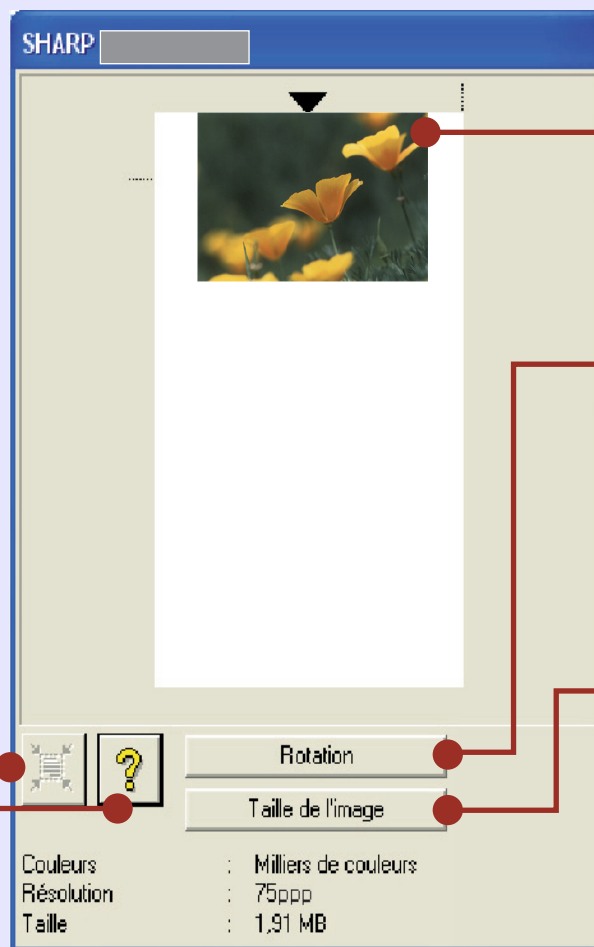 SHARP
?
Rotation
Taille de l'image
Couleurs : Milliers de couleurs
Résolution : 75ppp
Taille : 1,91 MB